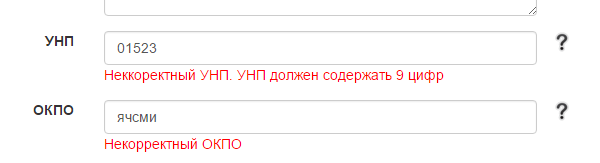 УНП
01523
?
Неккоректный УНП. УНП должен содержать 9 цифр
ОКПО
ячсми
?
Некорректный ОКПО